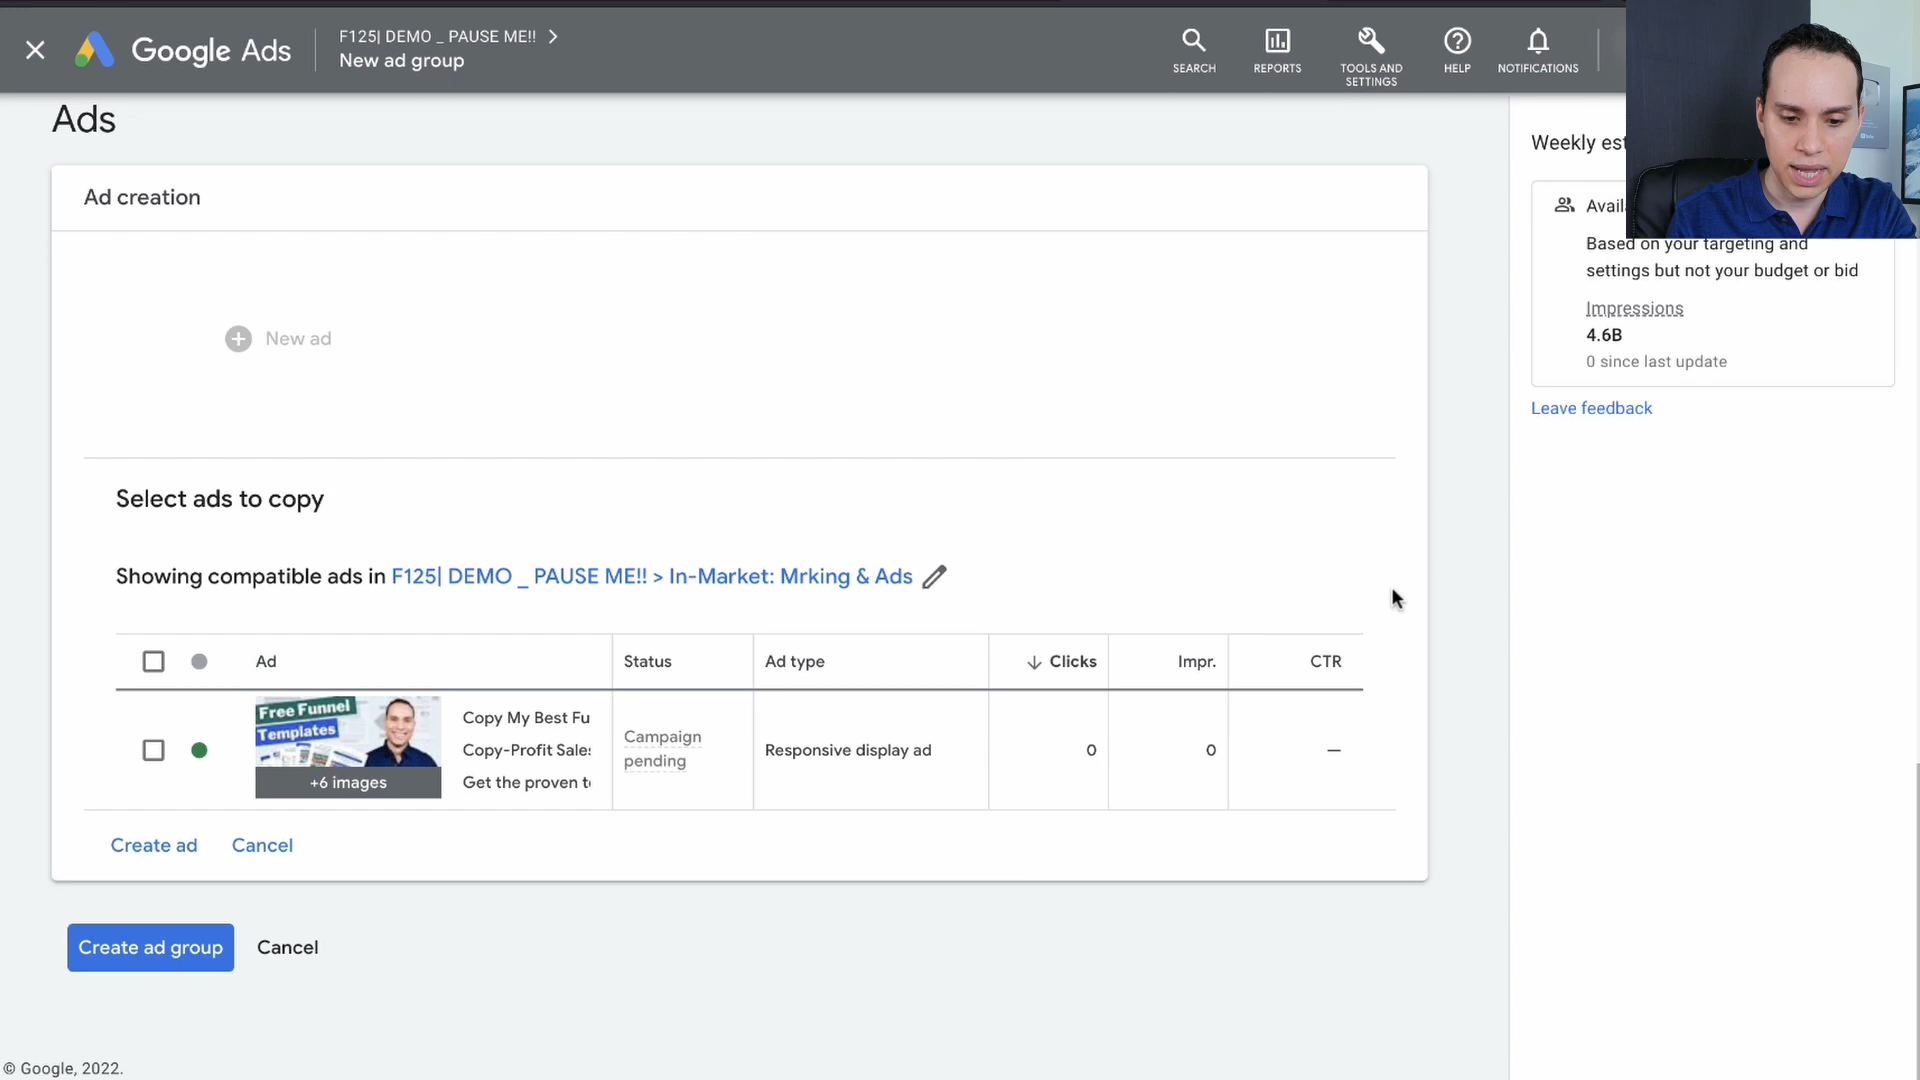 Google Ads
F125| DEMO _ PAUSE ME!!
New ad group
SEARCH
REPORTS
TOOLS AND
SETTINGS
HELP
NOTIFICATIONS
Ads
Ad creation
New ad
Select ads to copy
Showing compatible ads in F125| DEMO _ PAUSE ME!! > In-Market: Mrking & Ads
Ad
Status
Ad type
Clicks
Impr.
CTR
Free Funnel
Templates
+6 images
Copy My Best Fu
Copy-Profit Sales
Get the proven t
Campaign
pending
Responsive display ad
0
0
—
Create ad
Cancel
Create ad group
Cancel
Weekly est
Avail
Based on your targeting and
settings but not your budget or bid
Impressions
4.6B
0 since last update
Leave feedback
© Google, 2022.